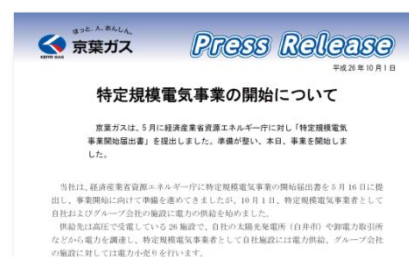 ほっと、人、あんしん。
京葉ガス
KEIYO GAS
Press Release
平成26年10月1日
特定規模電気事業の開始について
京葉ガスは、5月に経済産業省資源エネルギー庁に対し「特定規模電気
事業開始届出書」を提出しました。準備が整い、本日、事業を開始しま
した。
当社は、経済産業省資源エネルギー庁に特定規模電気事業の開始届出書を5月16日に提
出し、事業開始に向けて準備を進めてきましたが、10月1日、特定規模電気事業者として
自社およびグループ会社の施設に電力の供給を始めました。
供給先は高圧で受電している26施設で、自社の太陽光発電所（白井市）や卸電力取引所
などから電力を調達し、特定規模電気事業者として自社施設には電力供給、グループ会社
の施設に対しては電力小売りを行います。